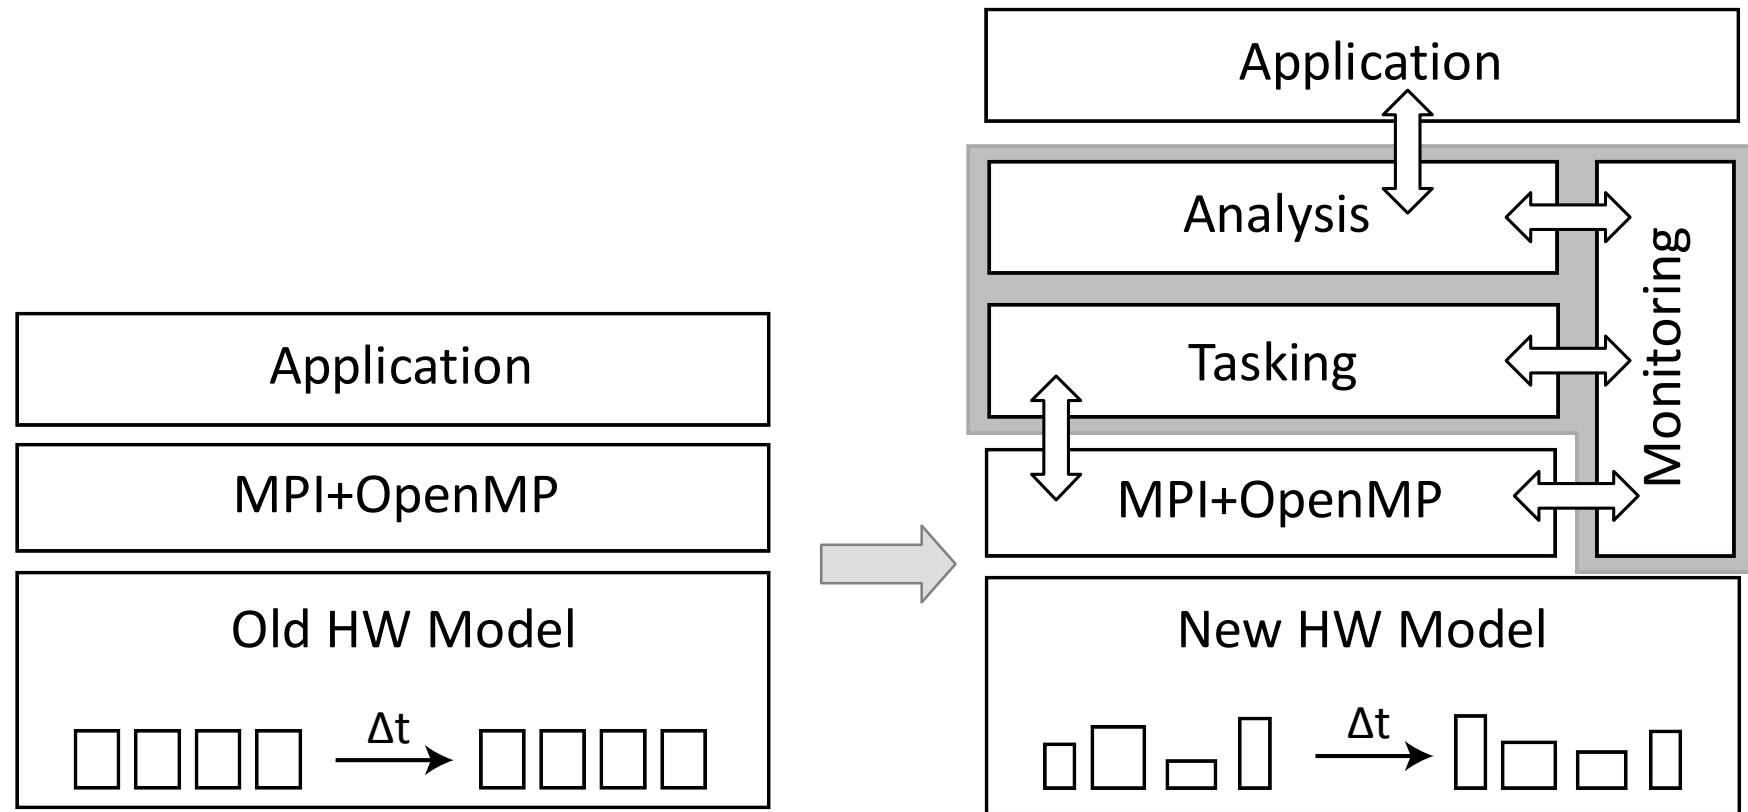 Application
MPI+OpenMP
Old HW Model
Δt
Application
Analysis
Tasking
Monitoring
MPI+OpenMP
New HW Model
Δt